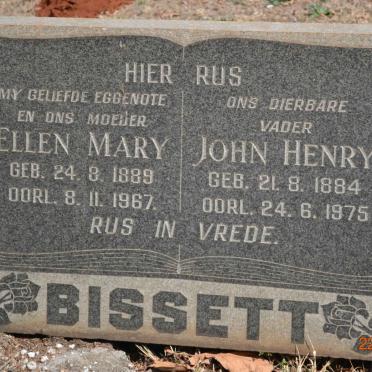 HIER RUS
MY GELIEFDE EGGENOTE
EN ONS MOEDER
ELLEN MARY
GEB. 24. 8. 1889
OORL. 8. 11. 1967.
ONS DIERBARE
VADER
JOHN HENRY
GEB. 21. 8. 1884
OORL. 24. 6. 1975
RUS IN VREDE.
BISSETT